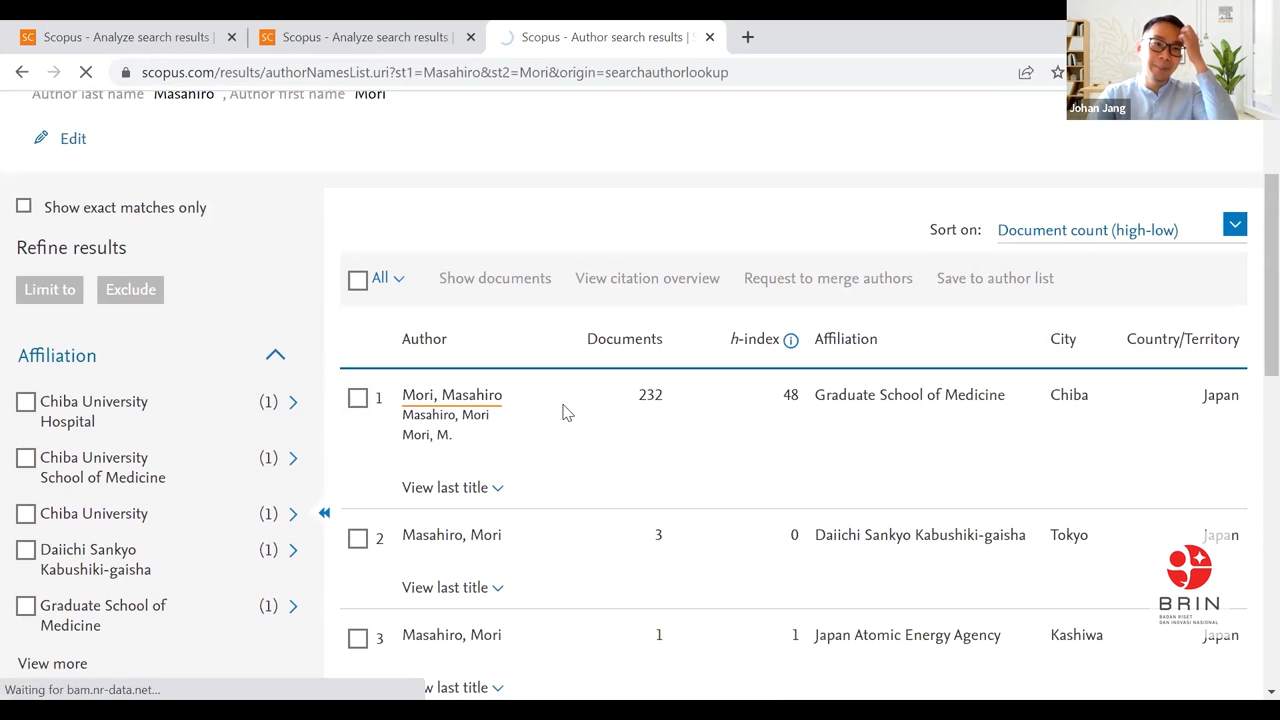 Scopus - Analyze search results |
Scopus - Analyze search results |
Scopus - Author search results |
scopus.com/results/authorNamesList.uri?st1=Masahiro&st2=Mori&origin=searchauthorlookup
Johan Jang
Author last name Masahiro , Author first name Mori
Edit
Show exact matches only
Refine results
Limit to Exclude
Affiliation
Chiba University (1)
Hospital
Chiba University (1)
School of Medicine
Chiba University (1)
Daiichi Sankyo (1)
Kabushiki-gaisha
Graduate School of (1)
Medicine
View more
Waiting for bam.nr-data.net...
Sort on: Document count (high-low)
All Show documents View citation overview Request to merge authors Save to author list
Author Documents h-index Affiliation City Country/Territory
1 Mori, Masahiro 232 48 Graduate School of Medicine Chiba Japan
Masahiro, Mori
Mori, M.
View last title
2 Masahiro, Mori 3 0 Daiichi Sankyo Kabushiki-gaisha Tokyo Japan
View last title
3 Masahiro, Mori 1 1 Japan Atomic Energy Agency Kashiwa Japan
last title
BRIN
BADAN RISET
DAN INOVASI NASIONAL